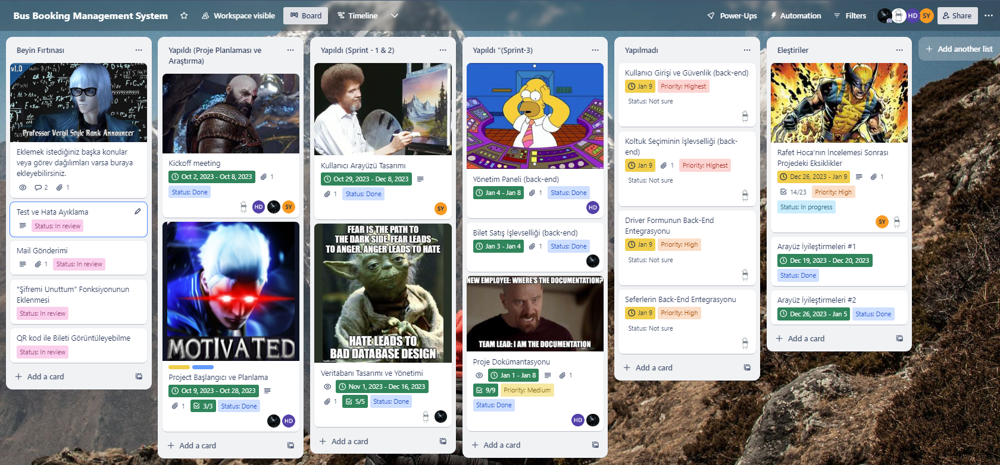 Bus Booking Management System
Workspace visible
Board
Timeline
Power-Ups
Automation
Filters
HD
SY
Share
Beyin Fırtınası
v1.0
Professor Vergil Style Rank Announcer
Eklemek istediğiniz başka konular
veya görev dağılımları varsa buraya
ekleyebilirsiniz.
2
1
Test ve Hata Ayıklama
Status: In review
Mail Gönderimi
1
Status: In review
"Şifremi Unuttum" Fonksiyonunun
Eklenmesi
Status: In review
QR kod ile Bileti Görüntüleyebilme
Status: In review
+ Add a card
Yapıldı (Proje Planlaması ve
Araştırma)
Kickoff meeting
Oct 2, 2023 - Oct 8, 2023
1
Status: Done
HD
SY
MOTIVATED
Project Başlangıcı ve Planlama
Oct 9, 2023 - Oct 28, 2023
1
3/3
Status: Done
HD
+ Add a card
Yapıldı (Sprint - 1 & 2)
Kullanıcı Arayüzü Tasarımı
Oct 29, 2023 - Dec 8, 2023
1
Status: Done
SY
FEAR IS THE PATH TO
THE DARK SIDE. FEAR LEADS
TO ANGER. ANGER LEADS TO HATE
HATE LEADS TO
BAD DATABASE DESIGN
imgflip.com
Veritabanı Tasarımı ve Yönetimi
Nov 1, 2023 - Dec 16, 2023
1
5/5
Status: Done
+ Add a card
Yapıldı "(Sprint-3)
Yönetim Paneli (back-end)
Jan 4 - Jan 8
1
Status: Done
HD
Bilet Satış İşlevselliği (back-end)
Jan 3 - Jan 4
1
Status: Done
NEW EMPLOYEE: WHERE'S THE DOCUMENTATION?
TEAM LEAD: I AM THE DOCUMENTATION
Proje Dokümantasyonu
Jan 1 - Jan 8
1
9/9
Priority: Medium
Status: Done
HD
+ Add a card
Yapılmadı
Kullanıcı Girişi ve Güvenlik (back-end)
Jan 9
Priority: Highest
Status: Not sure
Koltuk Seçiminin İşlevselliği (back-
end)
Jan 9
1
Priority: Highest
Status: Not sure
Driver Formunun Back-End
Entegrasyonu
Jan 9
Priority: High
Status: Not sure
Seferlerin Back-End Entegrasyonu
Jan 9
Priority: High
Status: Not sure
+ Add a card
Eleştiriler
Rafet Hoca'nın İncelemesi Sonrası
Projedeki Eksiklikler
Dec 26, 2023 - Jan 9
1
14/23
Priority: High
Status: In progress
SY
Arayüz İyileştirmeleri #1
Dec 19, 2023 - Dec 20, 2023
Status: Done
Arayüz İyileştirmeleri #2
Dec 26, 2023 - Jan 5
Status: Done
+ Add a card
+ Add another list